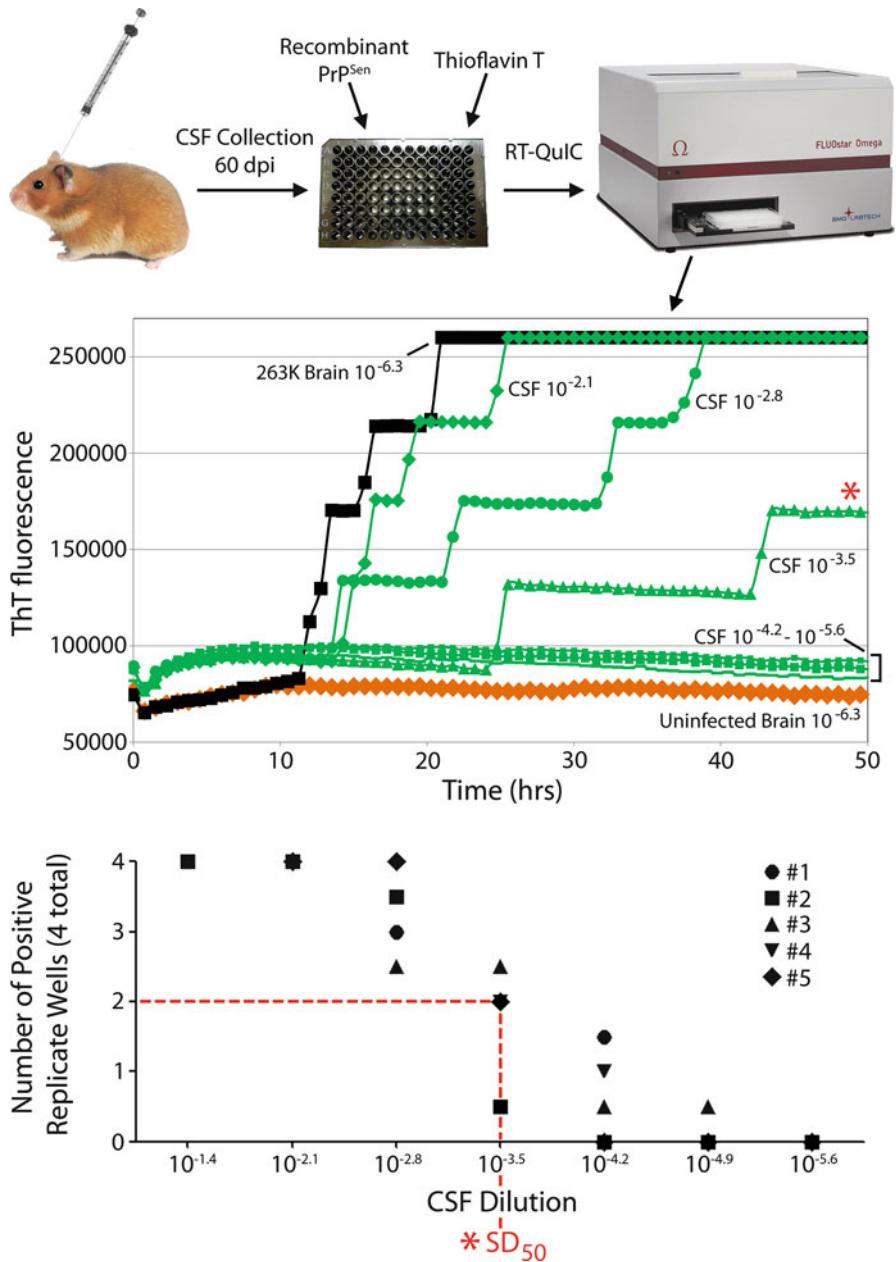 Recombinant
PrP^Sen
Thioflavin T
CSF Collection
60 dpi
RT-QuIC
Ω
FLUOstar Omega
BMG LABTECH
G
H
ThT fluorescence
250000
200000
150000
100000
50000
263K Brain 10^-6.3
CSF 10^-2.1
CSF 10^-2.8
*
CSF 10^-3.5
CSF 10^-4.2 - 10^-5.6
Uninfected Brain 10^-6.3
0 10 20 30 40 50
Time (hrs)
Number of Positive
Replicate Wells (4 total)
4
3
2
1
0
#1
#2
#3
#4
#5
10^-1.4 10^-2.1 10^-2.8 10^-3.5 10^-4.2 10^-4.9 10^-5.6
CSF Dilution
* SD_50